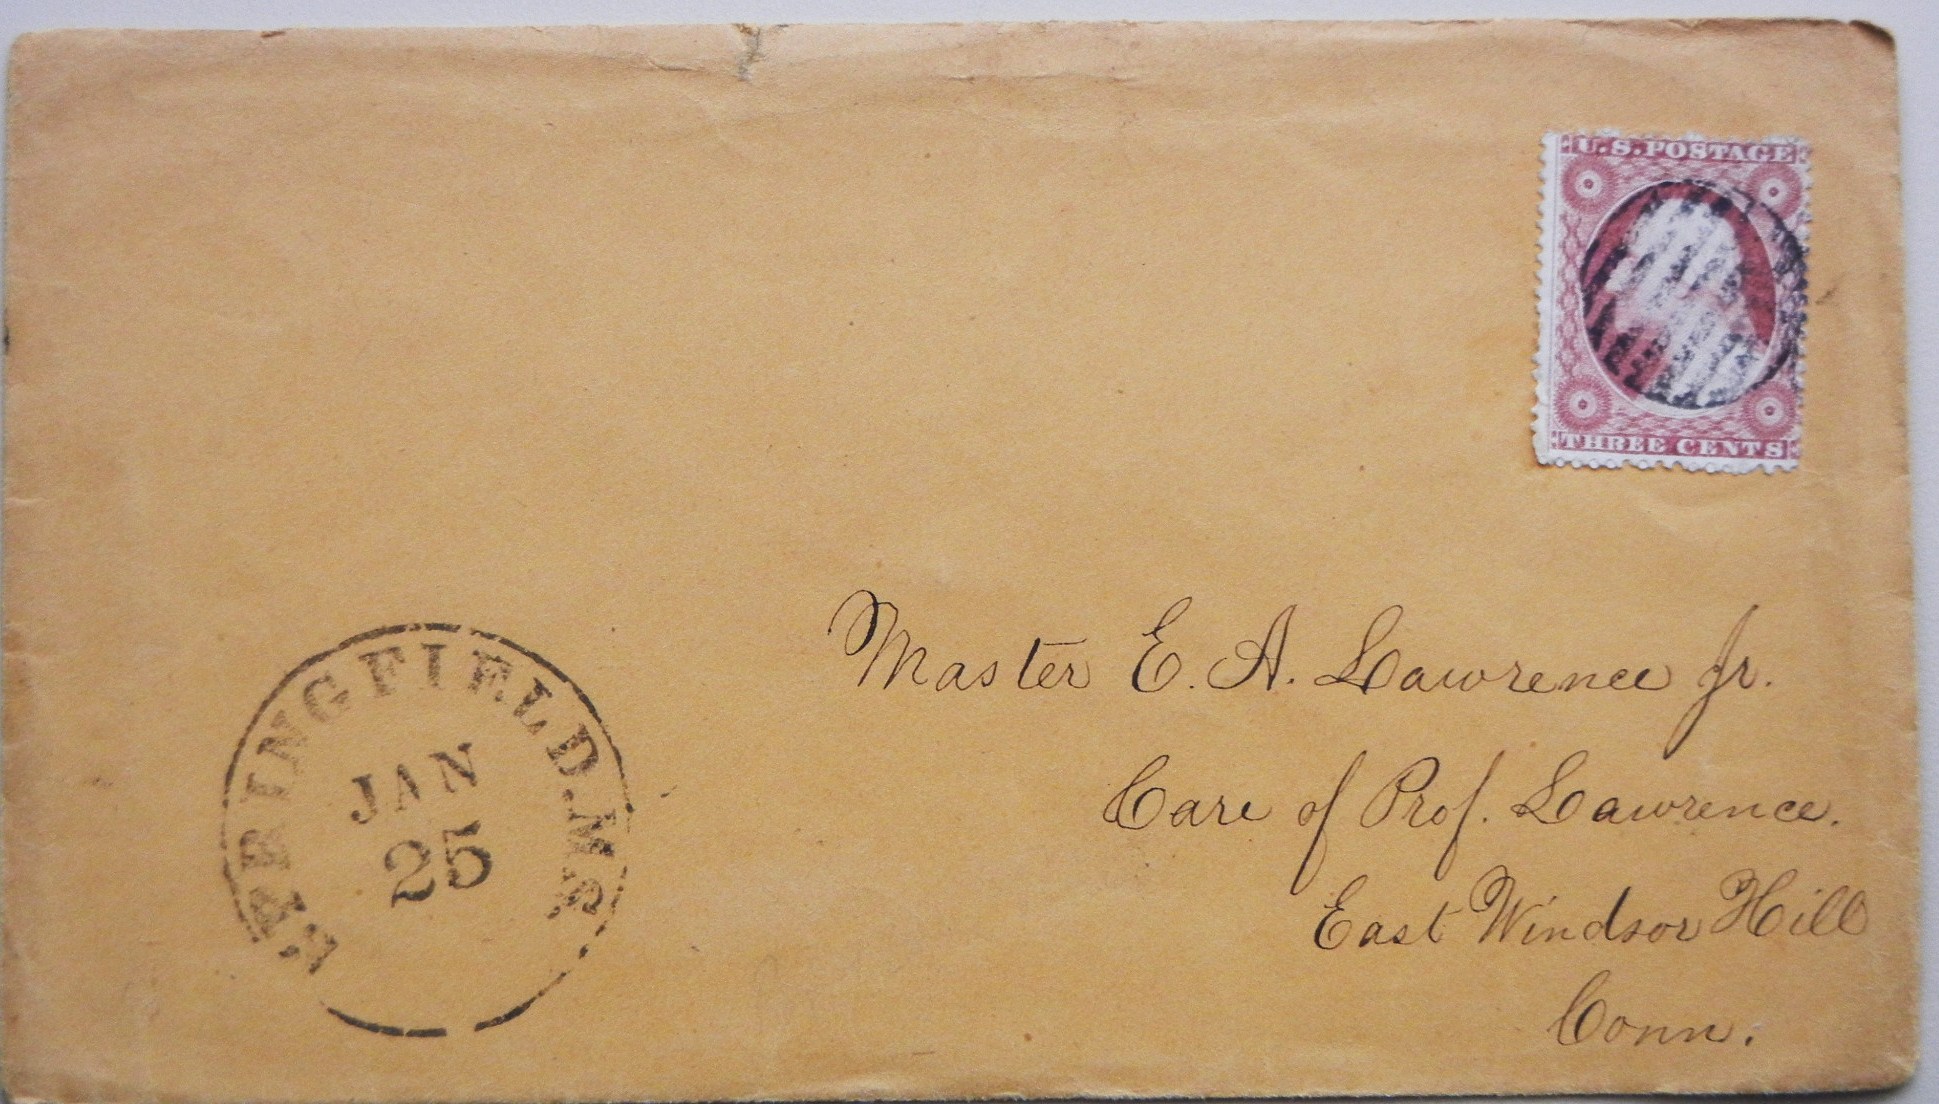 U.S. POSTAGE
THREE CENTS
SPRINGFIELD. MS
JAN
25
Master E. A. Lawrence Jr.
Care of Prof. Lawrence.
East Windsor Hill
Conn.